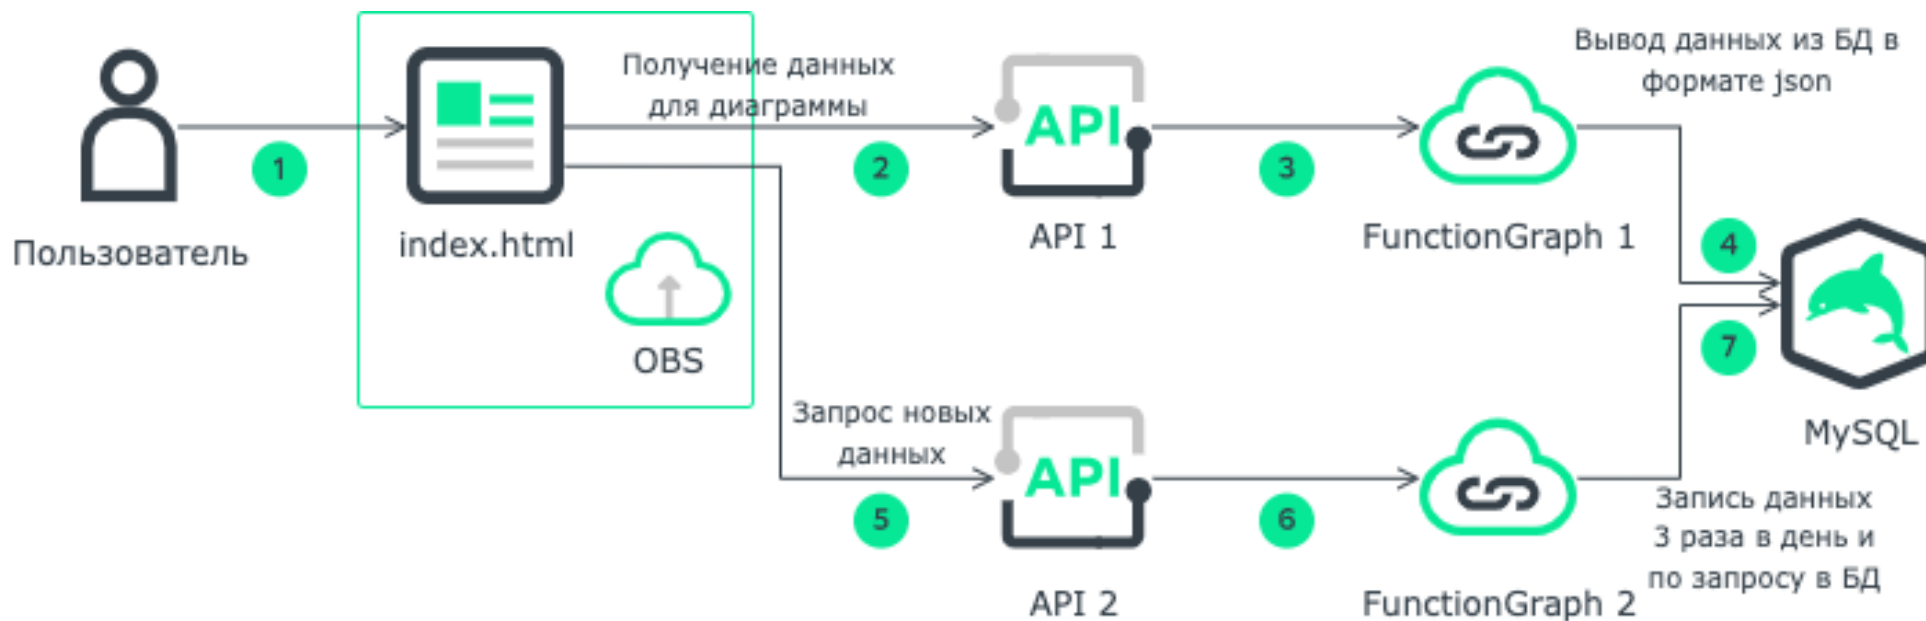 Вывод данных из БД в
формате json
Получение данных
для диаграммы
API
API
1
2
3
Пользователь
index.html
API 1
FunctionGraph 1
4
OBS
7
MySQL
Запрос новых
данных
5
6
API 2
FunctionGraph 2
Запись данных
3 раза в день и
по запросу в БД